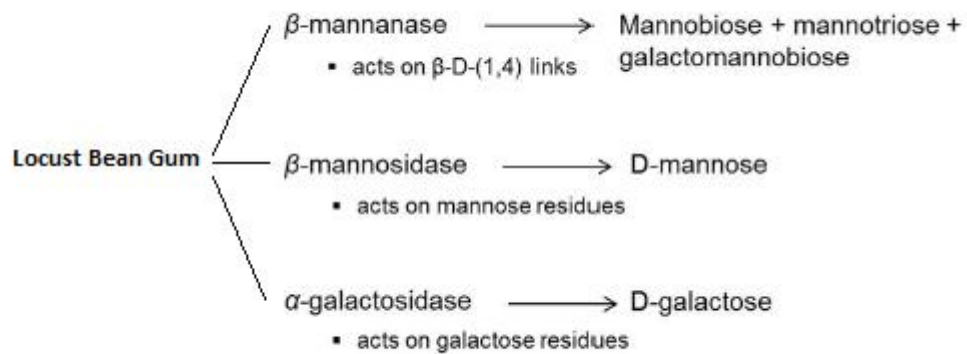 β-mannanase
Mannobiose + mannotriose +
galactomannobiose
▪ acts on β-D-(1,4) links
Locust Bean Gum
β-mannosidase
D-mannose
▪ acts on mannose residues
α-galactosidase
D-galactose
▪ acts on galactose residues